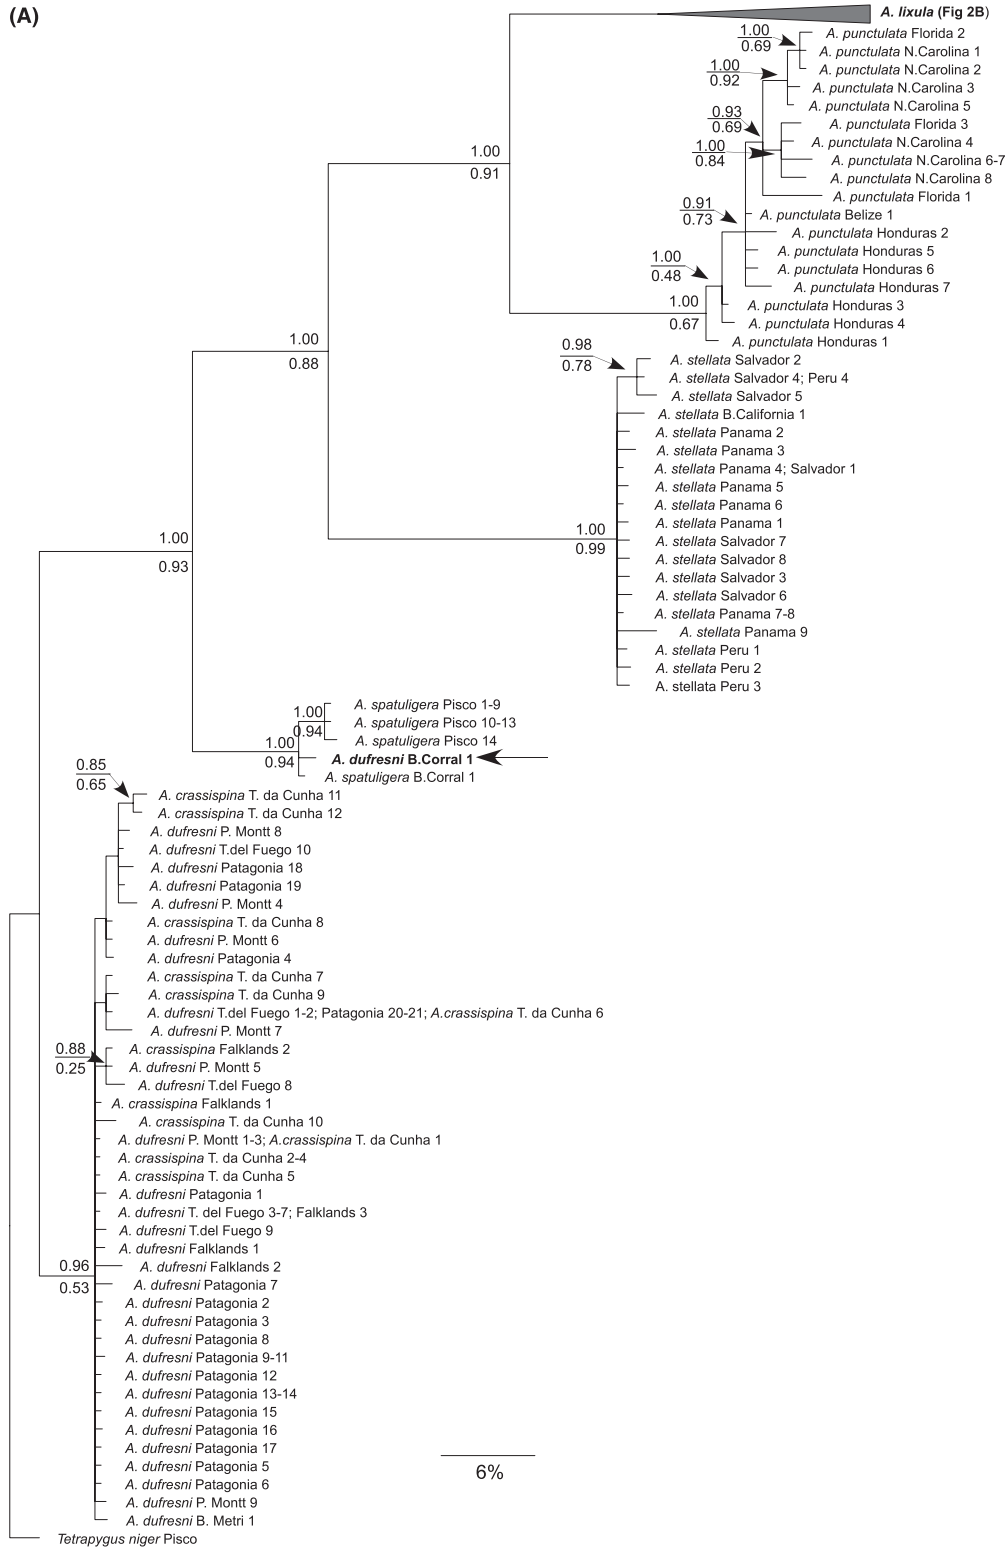 (A)
A. lixula (Fig 2B)
A. punctulata Florida 2
1.00
0.69
A. punctulata N.Carolina 1
A. punctulata N.Carolina 2
1.00
0.92
A. punctulata N.Carolina 3
A. punctulata N.Carolina 5
0.93
0.69
A. punctulata Florida 3
A. punctulata N.Carolina 4
1.00
0.84
A. punctulata N.Carolina 6-7
A. punctulata N.Carolina 8
1.00
0.91
A. punctulata Florida 1
0.91
0.73
A. punctulata Belize 1
A. punctulata Honduras 2
A. punctulata Honduras 5
1.00
0.48
A. punctulata Honduras 6
A. punctulata Honduras 7
1.00
0.67
A. punctulata Honduras 3
A. punctulata Honduras 4
A. punctulata Honduras 1
1.00
0.88
0.98
0.78
A. stellata Salvador 2
A. stellata Salvador 4; Peru 4
A. stellata Salvador 5
A. stellata B.California 1
A. stellata Panama 2
A. stellata Panama 3
A. stellata Panama 4; Salvador 1
A. stellata Panama 5
A. stellata Panama 6
A. stellata Panama 1
1.00
0.99
A. stellata Salvador 7
A. stellata Salvador 8
A. stellata Salvador 3
A. stellata Salvador 6
A. stellata Panama 7-8
A. stellata Panama 9
A. stellata Peru 1
A. stellata Peru 2
A. stellata Peru 3
1.00
0.93
A. spatuligera Pisco 1-9
1.00
0.94
A. spatuligera Pisco 10-13
A. spatuligera Pisco 14
1.00
0.94
A. dufresni B.Corral 1
A. spatuligera B.Corral 1
0.85
0.65
A. crassispina T. da Cunha 11
A. crassispina T. da Cunha 12
A. dufresni P. Montt 8
A. dufresni T.del Fuego 10
A. dufresni Patagonia 18
A. dufresni Patagonia 19
A. dufresni P. Montt 4
A. crassispina T. da Cunha 8
A. dufresni P. Montt 6
A. dufresni Patagonia 4
A. crassispina T. da Cunha 7
A. crassispina T. da Cunha 9
A. dufresni T.del Fuego 1-2; Patagonia 20-21; A.crassispina T. da Cunha 6
A. dufresni P. Montt 7
0.88
0.25
A. crassispina Falklands 2
A. dufresni P. Montt 5
A. dufresni T.del Fuego 8
A. crassispina Falklands 1
A. crassispina T. da Cunha 10
A. dufresni P. Montt 1-3; A.crassispina T. da Cunha 1
A. crassispina T. da Cunha 2-4
A. crassispina T. da Cunha 5
A. dufresni Patagonia 1
A. dufresni T. del Fuego 3-7; Falklands 3
A. dufresni T.del Fuego 9
A. dufresni Falklands 1
0.96
0.53
A. dufresni Falklands 2
A. dufresni Patagonia 7
A. dufresni Patagonia 2
A. dufresni Patagonia 3
A. dufresni Patagonia 8
A. dufresni Patagonia 9-11
A. dufresni Patagonia 12
A. dufresni Patagonia 13-14
A. dufresni Patagonia 15
A. dufresni Patagonia 16
A. dufresni Patagonia 17
A. dufresni Patagonia 5
A. dufresni Patagonia 6
A. dufresni P. Montt 9
A. dufresni B. Metri 1
6%
Tetrapygus niger Pisco